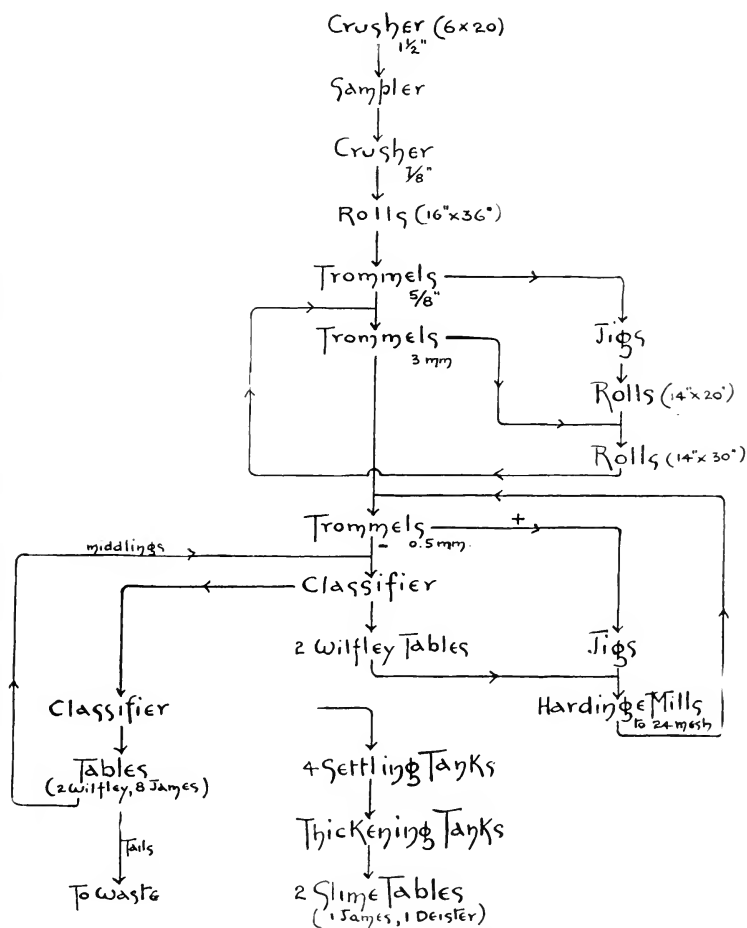 Crusher (6x20)
1½"
Sampler
Crusher
7/8"
Rolls (16"x36")
Trommels
5/8"
Trommels
3 mm
Jigs
Rolls (14"x20")
Rolls (14"x30")
Trommels
- 0.5 mm. +
middlings
Classifier
2 Wilfley Tables
Jigs
Classifier
Hardinge Mills
to 24 mesh
Tables
(2 Wilfley, 8 James)
4 Settling Tanks
Tails
Thickening Tanks
To waste
2 Slime Tables
(1 James, 1 Deister)